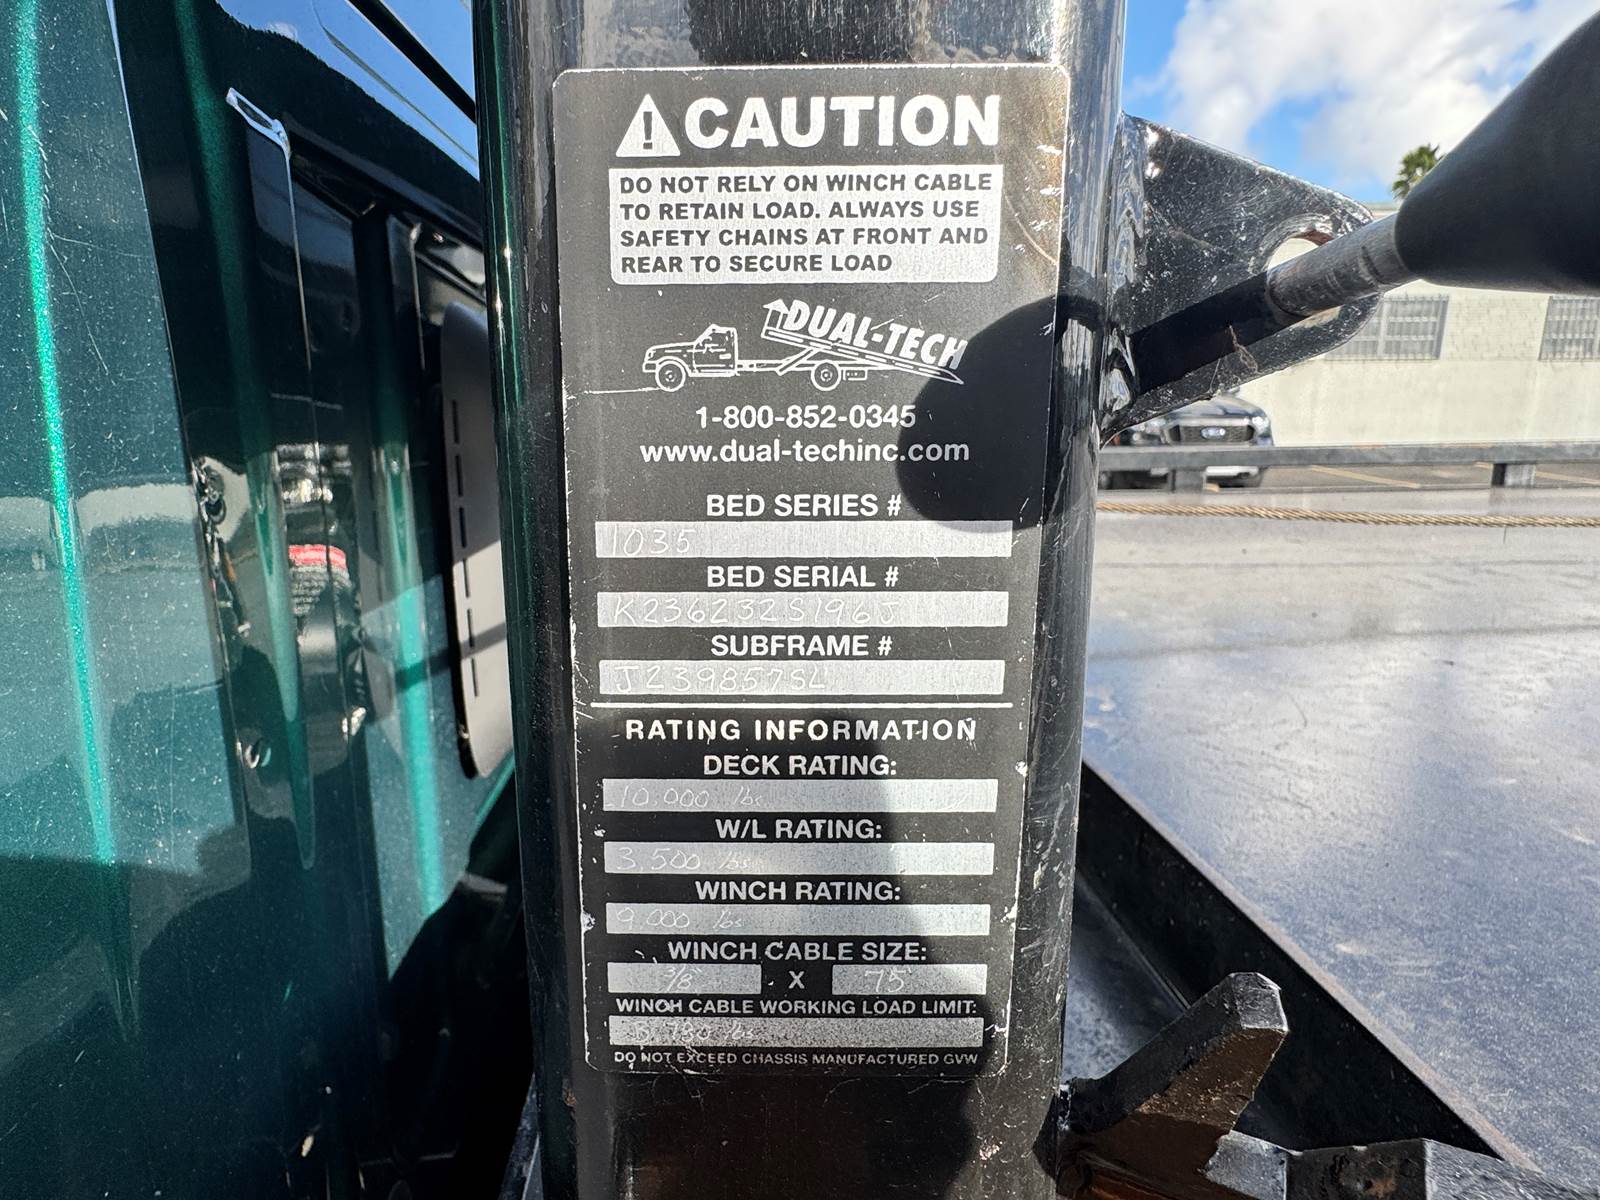 CAUTION
DO NOT RELY ON WINCH CABLE
TO RETAIN LOAD. ALWAYS USE
SAFETY CHAINS AT FRONT AND
REAR TO SECURE LOAD
DUAL-TECH
1-800-852-0345
www.dual-techinc.com
BED SERIES #
1035
BED SERIAL #
K236232S196J
SUBFRAME #
J239857SL
RATING INFORMATION
DECK RATING:
10,000 lbs
W/L RATING:
3,500 lbs
WINCH RATING:
9,000 lbs
WINCH CABLE SIZE:
3/8" X 75'
WINCH CABLE WORKING LOAD LIMIT:
lbs
DO NOT EXCEED CHASSIS MANUFACTURED GVW